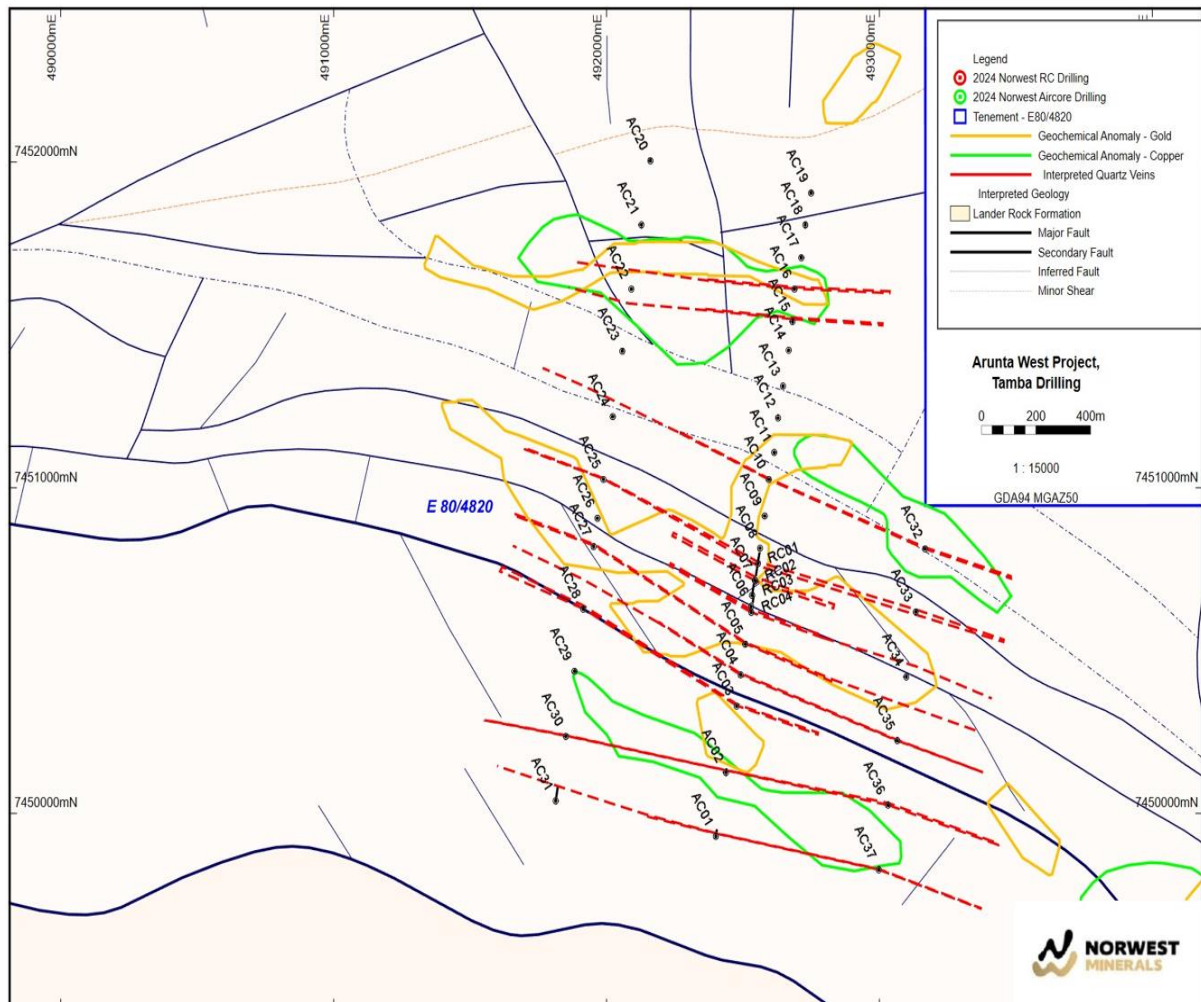 490000mE
491000mE
492000mE
493000mE
7452000mN
7451000mN
7451000mN
7450000mN
7450000mN
Legend
2024 Norwest RC Drilling
2024 Norwest Aircore Drilling
Tenement - E80/4820
Geochemical Anomaly - Gold
Geochemical Anomaly - Copper
Interpreted Quartz Veins
Interpreted Geology
Lander Rock Formation
Major Fault
Secondary Fault
Inferred Fault
Minor Shear
Arunta West Project,
Tamba Drilling
0 200 400m
1 : 15000
GDA94 MGAZ50
E 80/4820
AC20
AC21
AC22
AC23
AC24
AC25
AC26
AC27
AC28
AC29
AC30
AC31
AC19
AC18
AC17
AC16
AC15
AC14
AC13
AC12
AC11
AC10
AC09
AC08
AC07
AC06
AC05
AC04
AC03
AC02
AC01
RC01
RC02
RC03
RC04
AC32
AC33
AC34
AC35
AC36
AC37
NORWEST
MINERALS